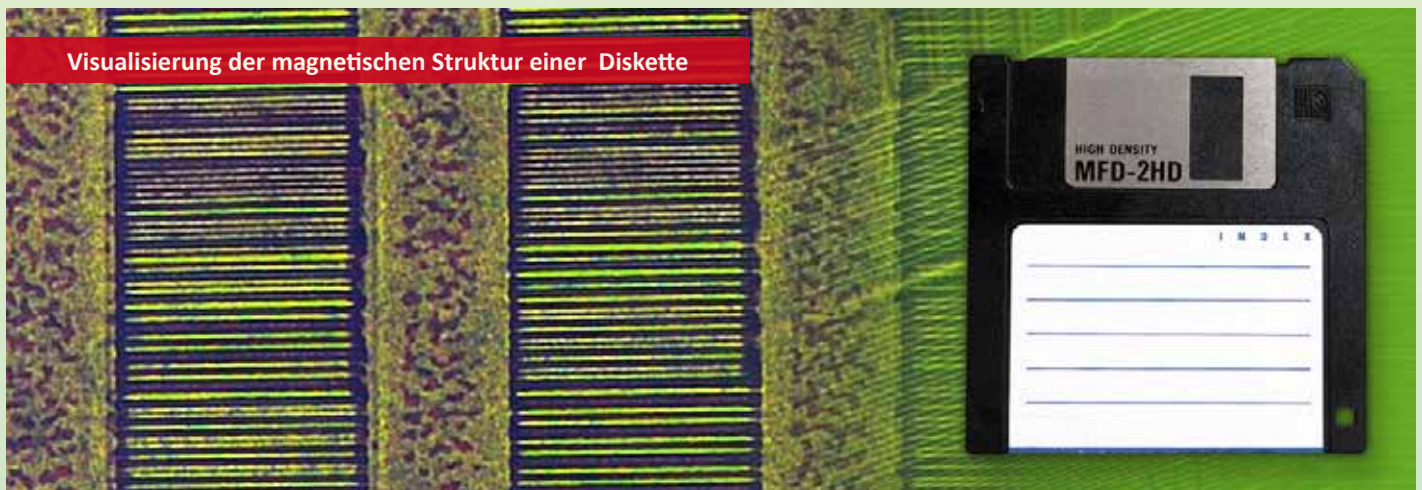 Visualisierung der magnetischen Struktur einer  Diskette
HIGH DENSITY
MFD-2HD
INDEX